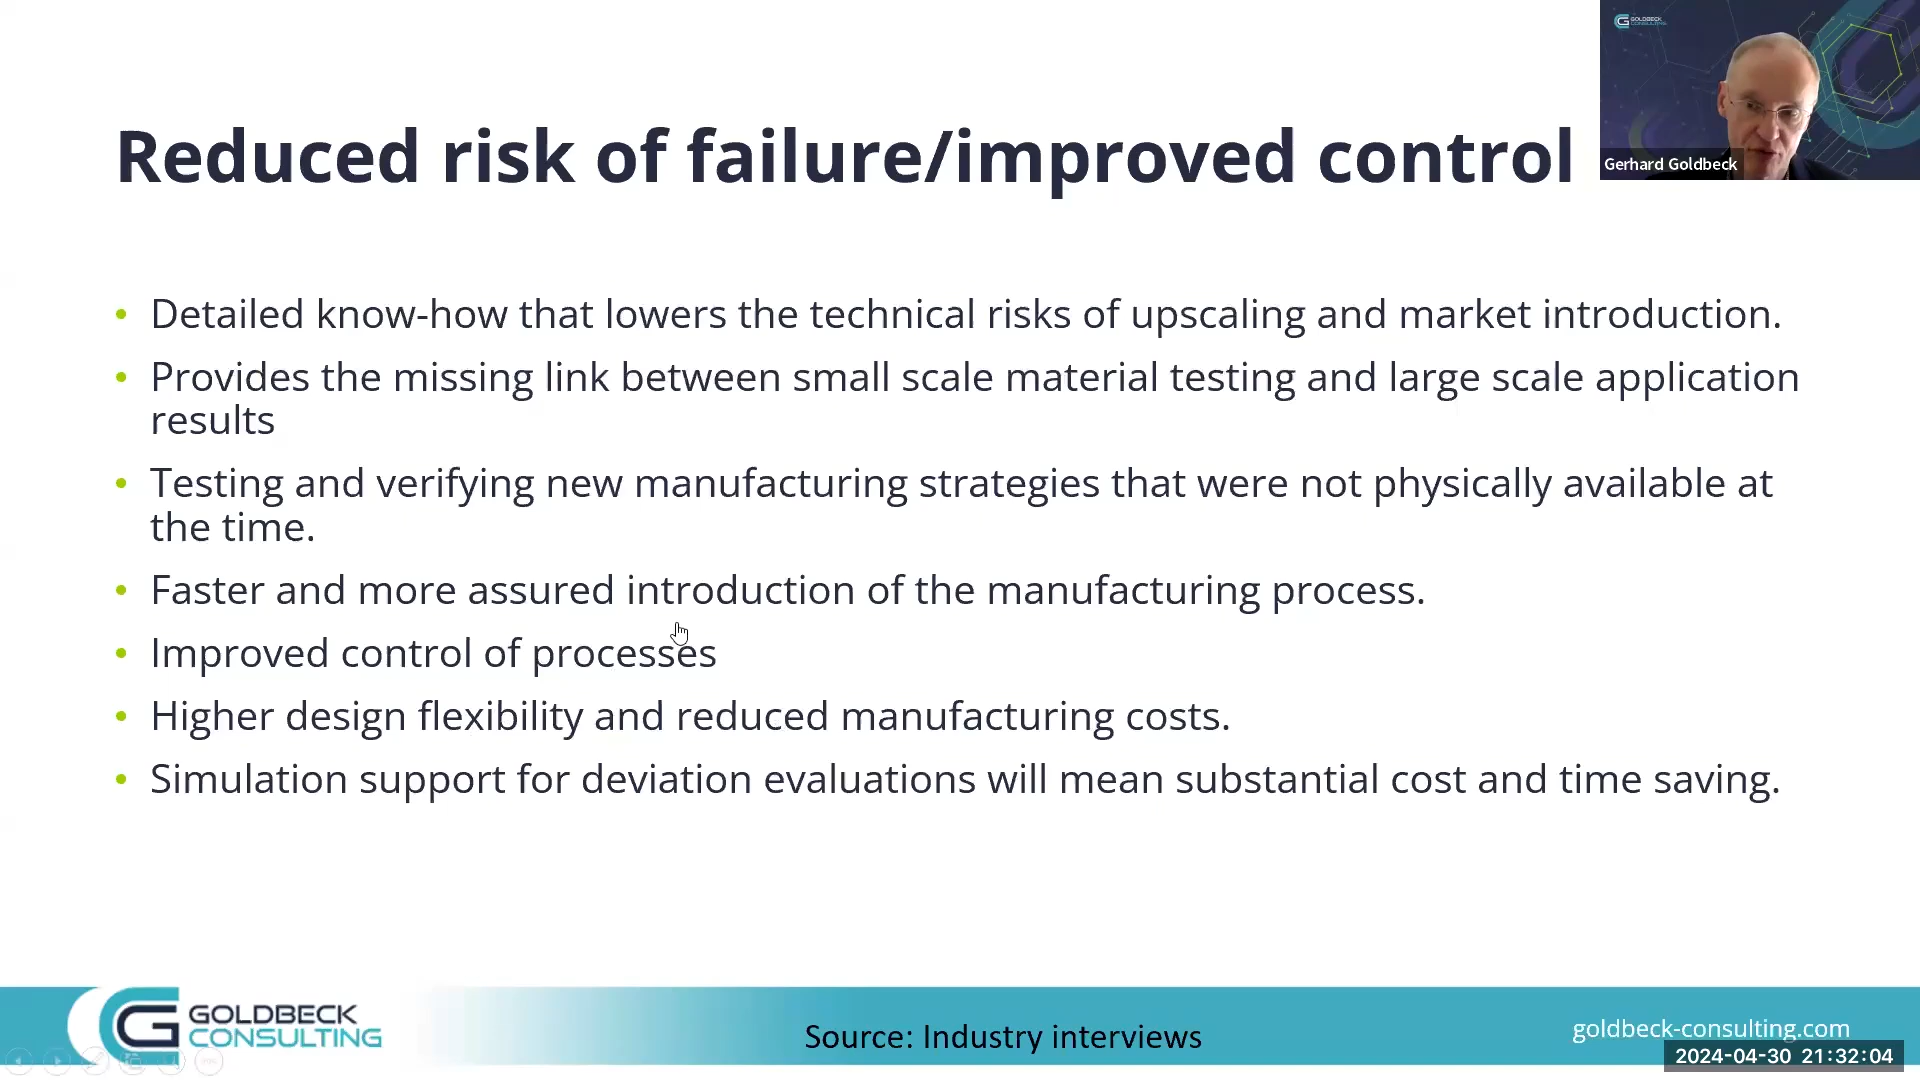 GOLDBECK
CONSULTING
Gerhard Goldbeck
Reduced risk of failure/improved control
• Detailed know-how that lowers the technical risks of upscaling and market introduction.
• Provides the missing link between small scale material testing and large scale application
results
• Testing and verifying new manufacturing strategies that were not physically available at
the time.
• Faster and more assured introduction of the manufacturing process.
• Improved control of processes
• Higher design flexibility and reduced manufacturing costs.
• Simulation support for deviation evaluations will mean substantial cost and time saving.
GOLDBECK
CONSULTING
Source: Industry interviews
goldbeck-consulting.com
2024-04-30 21:32:04